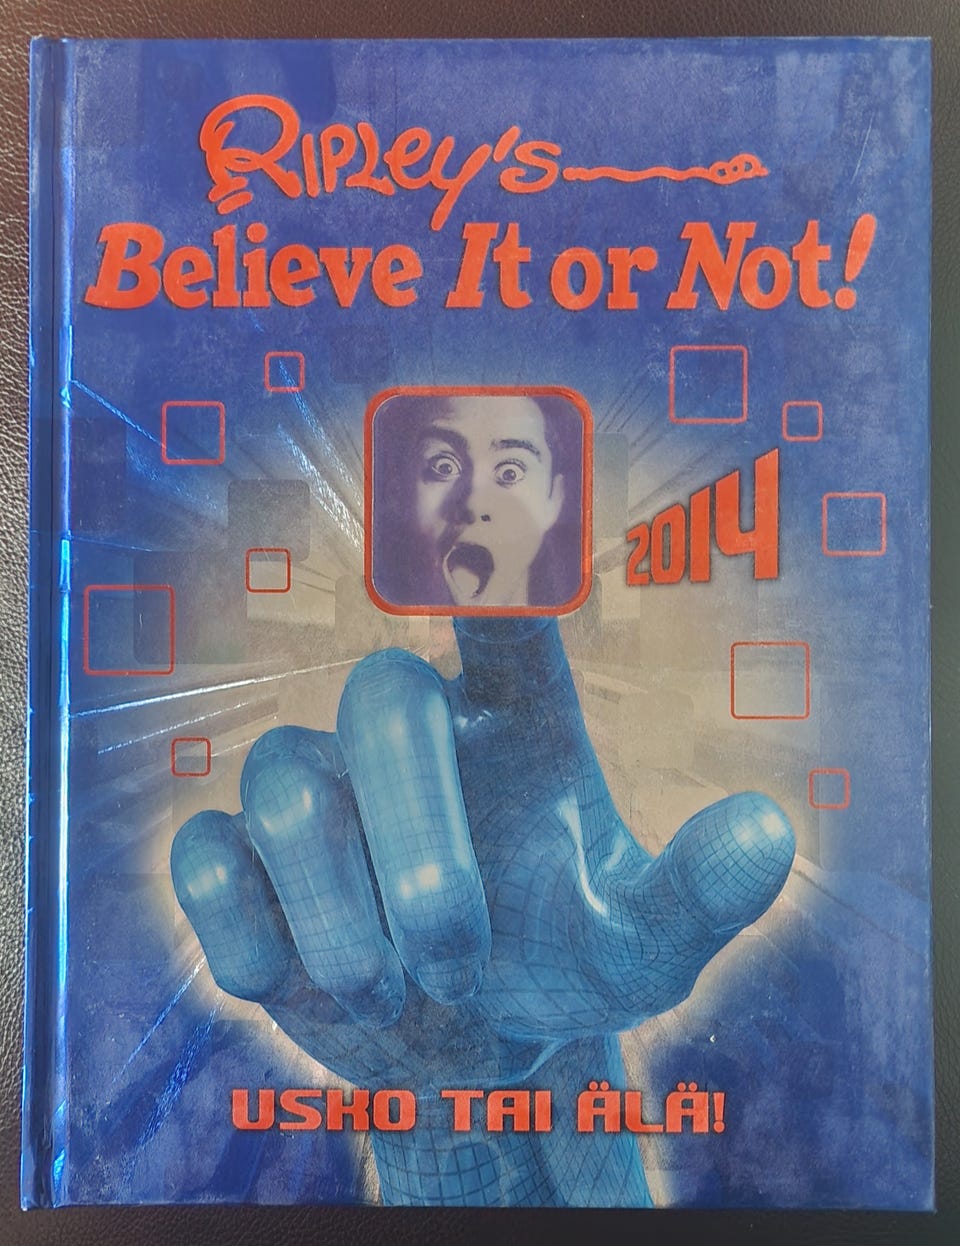 Ripley's
Believe It or Not!
2014
USKO TAI ÄLÄ!